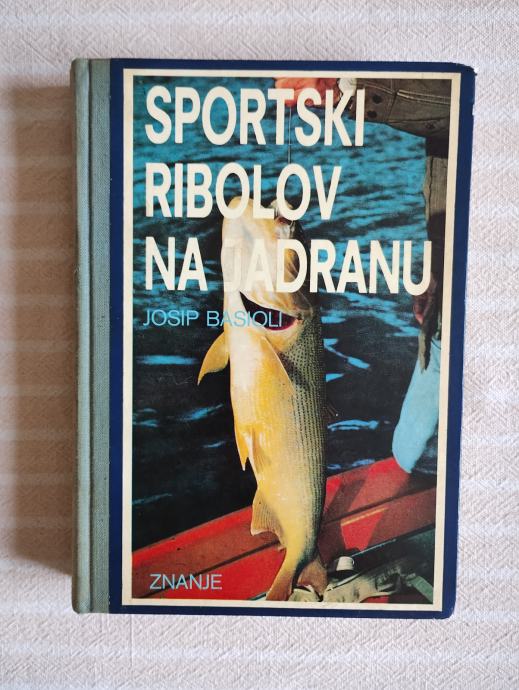 SPORTSKI
RIBOLOV
NA JADRANU
JOSIP BASIOLI
ZNANJE